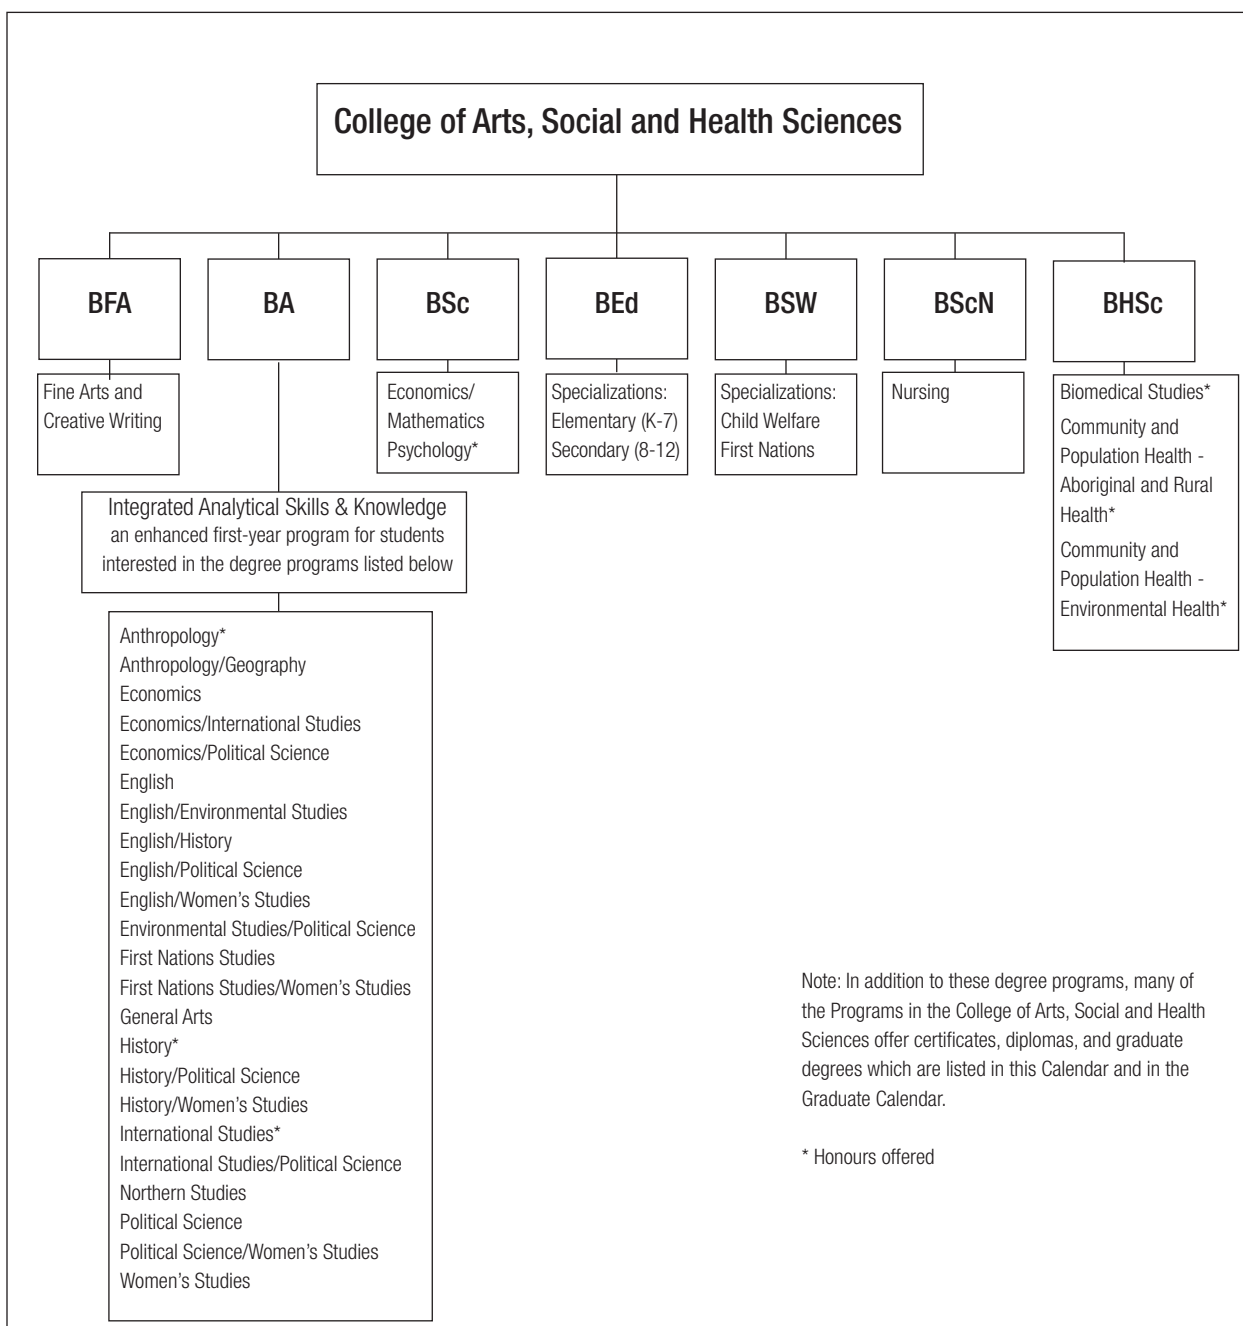 College of Arts, Social and Health Sciences
BFA
BA
BSc
BEd
BSW
BScN
BHSc
Fine Arts and
Creative Writing
Economics/
Mathematics
Psychology*
Specializations:
Elementary (K-7)
Secondary (8-12)
Specializations:
Child Welfare
First Nations
Nursing
Biomedical Studies*
Community and
Population Health -
Aboriginal and Rural
Health*
Community and
Population Health -
Environmental Health*
Integrated Analytical Skills & Knowledge
an enhanced first-year program for students
interested in the degree programs listed below
Anthropology*
Anthropology/Geography
Economics
Economics/International Studies
Economics/Political Science
English
English/Environmental Studies
English/History
English/Political Science
English/Women’s Studies
Environmental Studies/Political Science
First Nations Studies
First Nations Studies/Women’s Studies
General Arts
History*
History/Political Science
History/Women’s Studies
International Studies*
International Studies/Political Science
Northern Studies
Political Science
Political Science/Women’s Studies
Women’s Studies
Note: In addition to these degree programs, many of
the Programs in the College of Arts, Social and Health
Sciences offer certificates, diplomas, and graduate
degrees which are listed in this Calendar and in the
Graduate Calendar.
* Honours offered